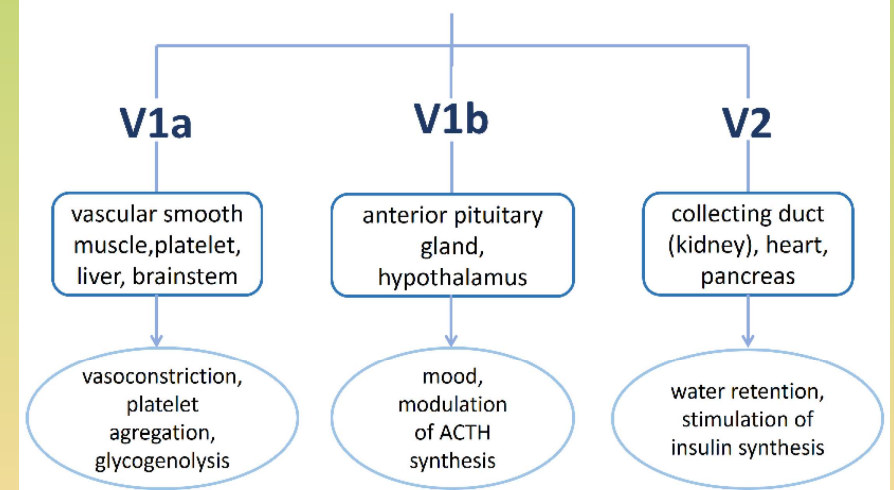 V1a
vascular smooth
muscle,platelet,
liver, brainstem
vasoconstriction,
platelet
agregation,
glycogenolysis
V1b
anterior pituitary
gland,
hypothalamus
mood,
modulation
of ACTH
synthesis
V2
collecting duct
(kidney), heart,
pancreas
water retention,
stimulation of
insulin synthesis